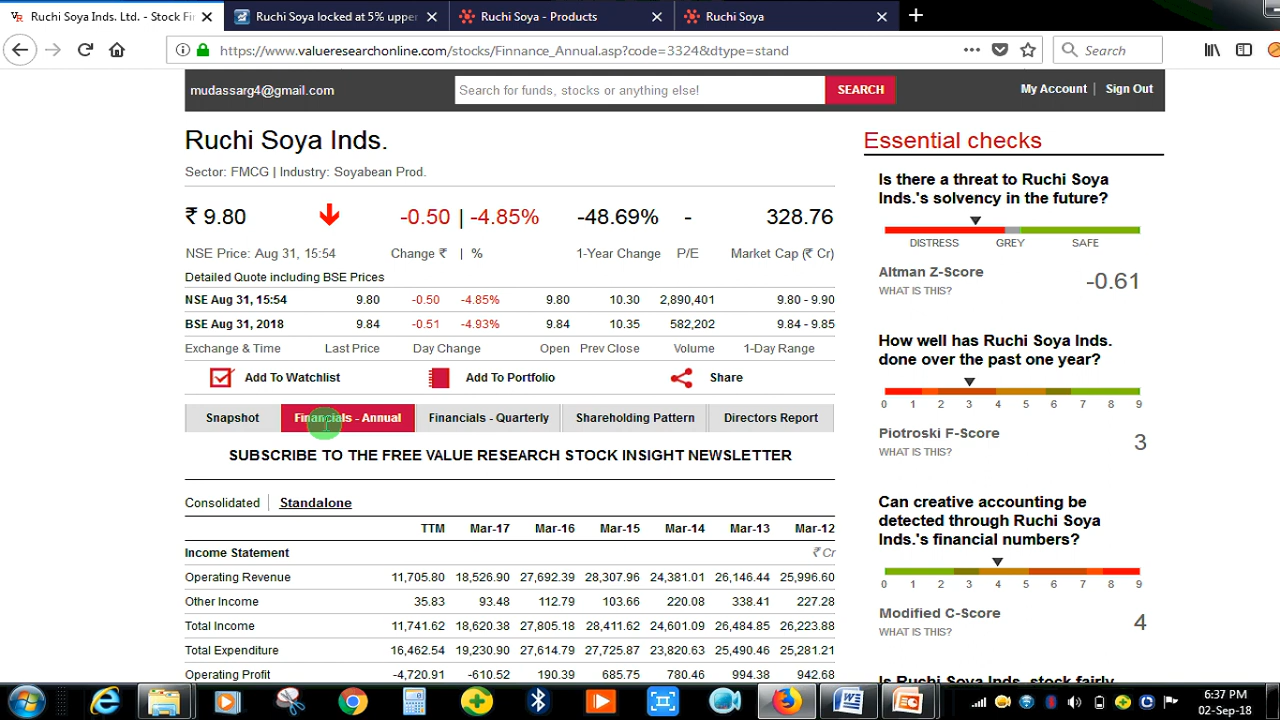 Ruchi Soya Inds. Ltd. - Stock Fi
Ruchi Soya locked at 5% upper
Ruchi Soya - Products
Ruchi Soya
https://www.valueresearchonline.com/stocks/Finnance_Annual.asp?code=3324&dtype=stand
Search
mudassarg4@gmail.com
Search for funds, stocks or anything else!
SEARCH
My Account | Sign Out
Ruchi Soya Inds.
Sector: FMCG | Industry: Soyabean Prod.
₹ 9.80 -0.50 | -4.85% -48.69% - 328.76
NSE Price: Aug 31, 15:54 Change ₹ | % 1-Year Change P/E Market Cap (₹ Cr)
Detailed Quote including BSE Prices
NSE Aug 31, 15:54 9.80 -0.50 -4.85% 9.80 10.30 2,890,401 9.80 - 9.90
BSE Aug 31, 2018 9.84 -0.51 -4.93% 9.84 10.35 582,202 9.84 - 9.85
Exchange & Time Last Price Day Change Open Prev Close Volume 1-Day Range
Add To Watchlist Add To Portfolio Share
Snapshot Financials - Annual Financials - Quarterly Shareholding Pattern Directors Report
SUBSCRIBE TO THE FREE VALUE RESEARCH STOCK INSIGHT NEWSLETTER
Consolidated | Standalone
TTM Mar-17 Mar-16 Mar-15 Mar-14 Mar-13 Mar-12
Income Statement ₹ Cr
Operating Revenue 11,705.80 18,526.90 27,692.39 28,307.96 24,381.01 26,146.44 25,996.60
Other Income 35.83 93.48 112.79 103.66 220.08 338.41 227.28
Total Income 11,741.62 18,620.38 27,805.18 28,411.62 24,601.09 26,484.85 26,223.88
Total Expenditure 16,462.54 19,230.90 27,614.79 27,725.87 23,820.63 25,490.46 25,281.21
Operating Profit -4,720.91 -610.52 190.39 685.75 780.46 994.38 942.68
Essential checks
Is there a threat to Ruchi Soya
Inds.'s solvency in the future?
DISTRESS GREY SAFE
Altman Z-Score -0.61
WHAT IS THIS?
How well has Ruchi Soya Inds.
done over the past one year?
0 1 2 3 4 5 6 7 8 9
Piotroski F-Score 3
WHAT IS THIS?
Can creative accounting be
detected through Ruchi Soya
Inds.'s financial numbers?
0 1 2 3 4 5 6 7 8 9
Modified C-Score 4
WHAT IS THIS?
Is Ruchi Soya Inds. stock fairly
6:37 PM
02-Sep-18